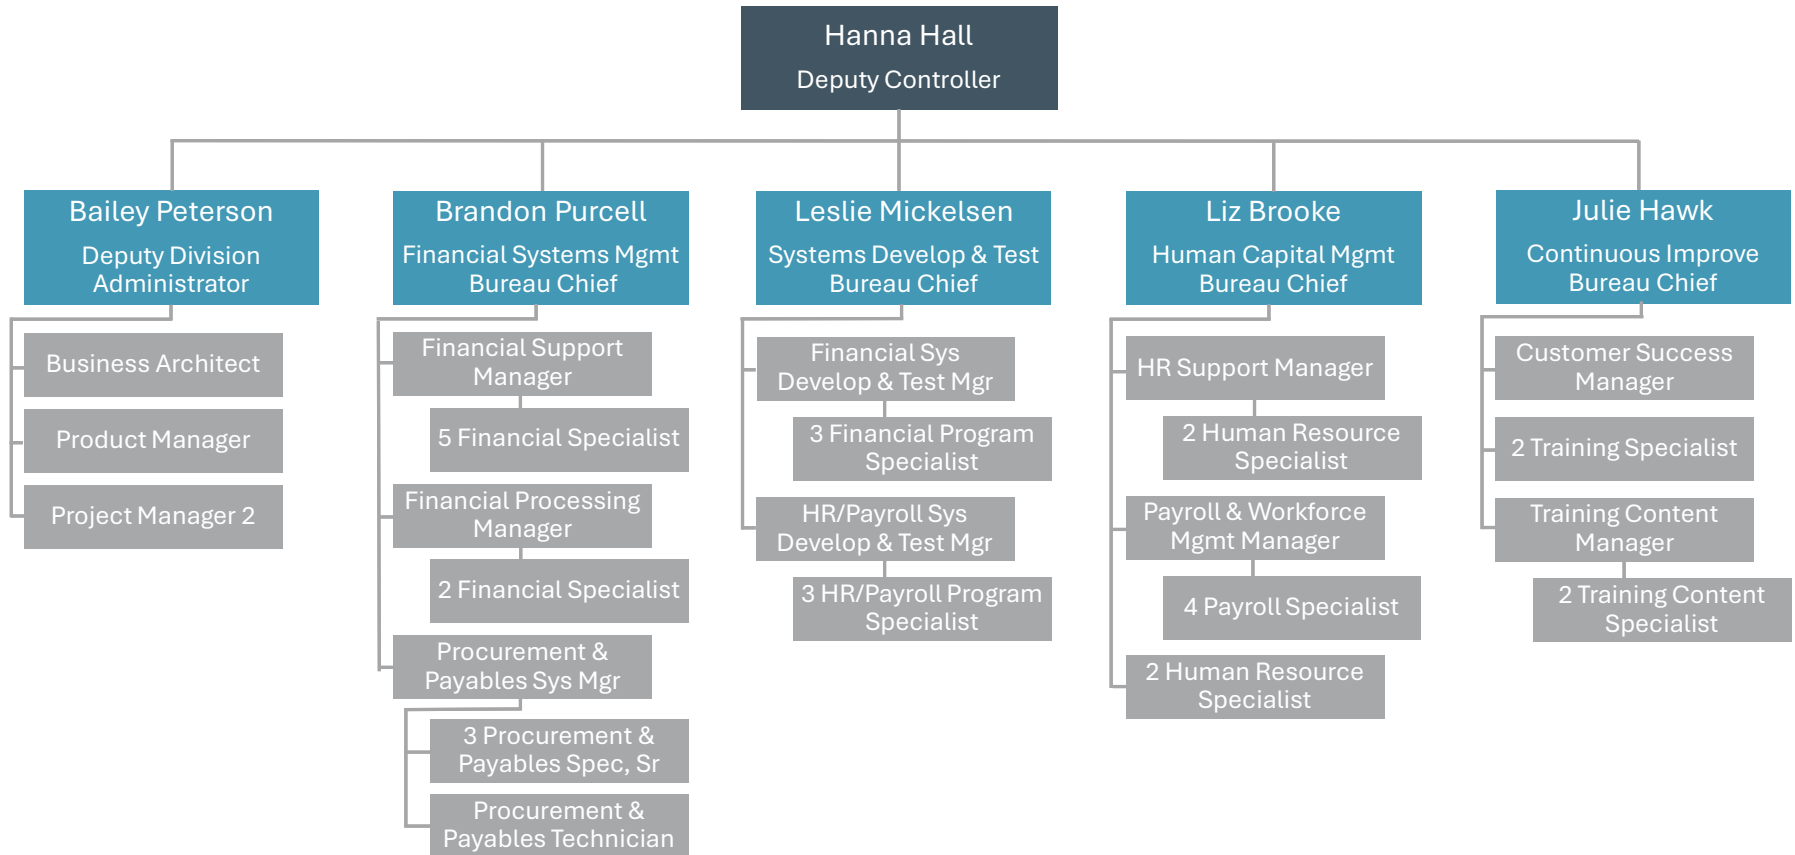 Hanna Hall
Deputy Controller
Bailey Peterson
Deputy Division
Administrator
Business Architect
Product Manager
Project Manager 2
Brandon Purcell
Financial Systems Mgmt
Bureau Chief
Financial Support
Manager
5 Financial Specialist
Financial Processing
Manager
2 Financial Specialist
Procurement &
Payables Sys Mgr
3 Procurement &
Payables Spec, Sr
Procurement &
Payables Technician
Leslie Mickelsen
Systems Develop & Test
Bureau Chief
Financial Sys
Develop & Test Mgr
3 Financial Program
Specialist
HR/Payroll Sys
Develop & Test Mgr
3 HR/Payroll Program
Specialist
Liz Brooke
Human Capital Mgmt
Bureau Chief
HR Support Manager
2 Human Resource
Specialist
Payroll & Workforce
Mgmt Manager
4 Payroll Specialist
2 Human Resource
Specialist
Julie Hawk
Continuous Improve
Bureau Chief
Customer Success
Manager
2 Training Specialist
Training Content
Manager
2 Training Content
Specialist